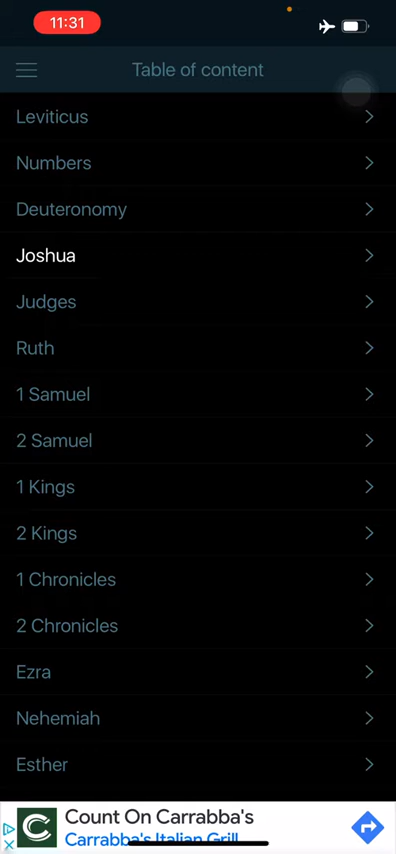 11:31
Table of content
Leviticus
Numbers
Deuteronomy
Joshua
Judges
Ruth
1 Samuel
2 Samuel
1 Kings
2 Kings
1 Chronicles
2 Chronicles
Ezra
Nehemiah
Esther
Count On Carrabba's
Carrabba's Italian Grill